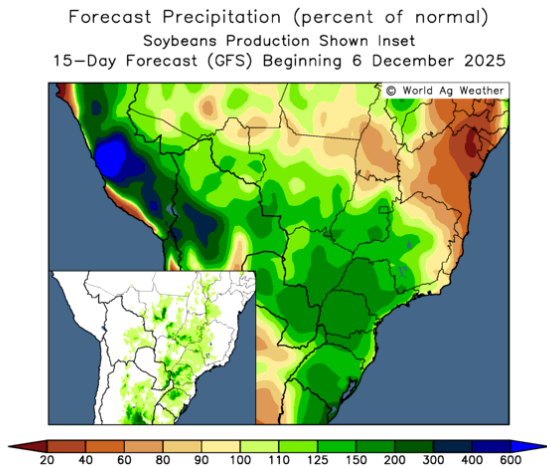 Forecast Precipitation (percent of normal)
Soybeans Production Shown Inset
15-Day Forecast (GFS) Beginning 6 December 2025
© World Ag Weather
20 40 60 80 90 100 110 125 150 200 300 400 600